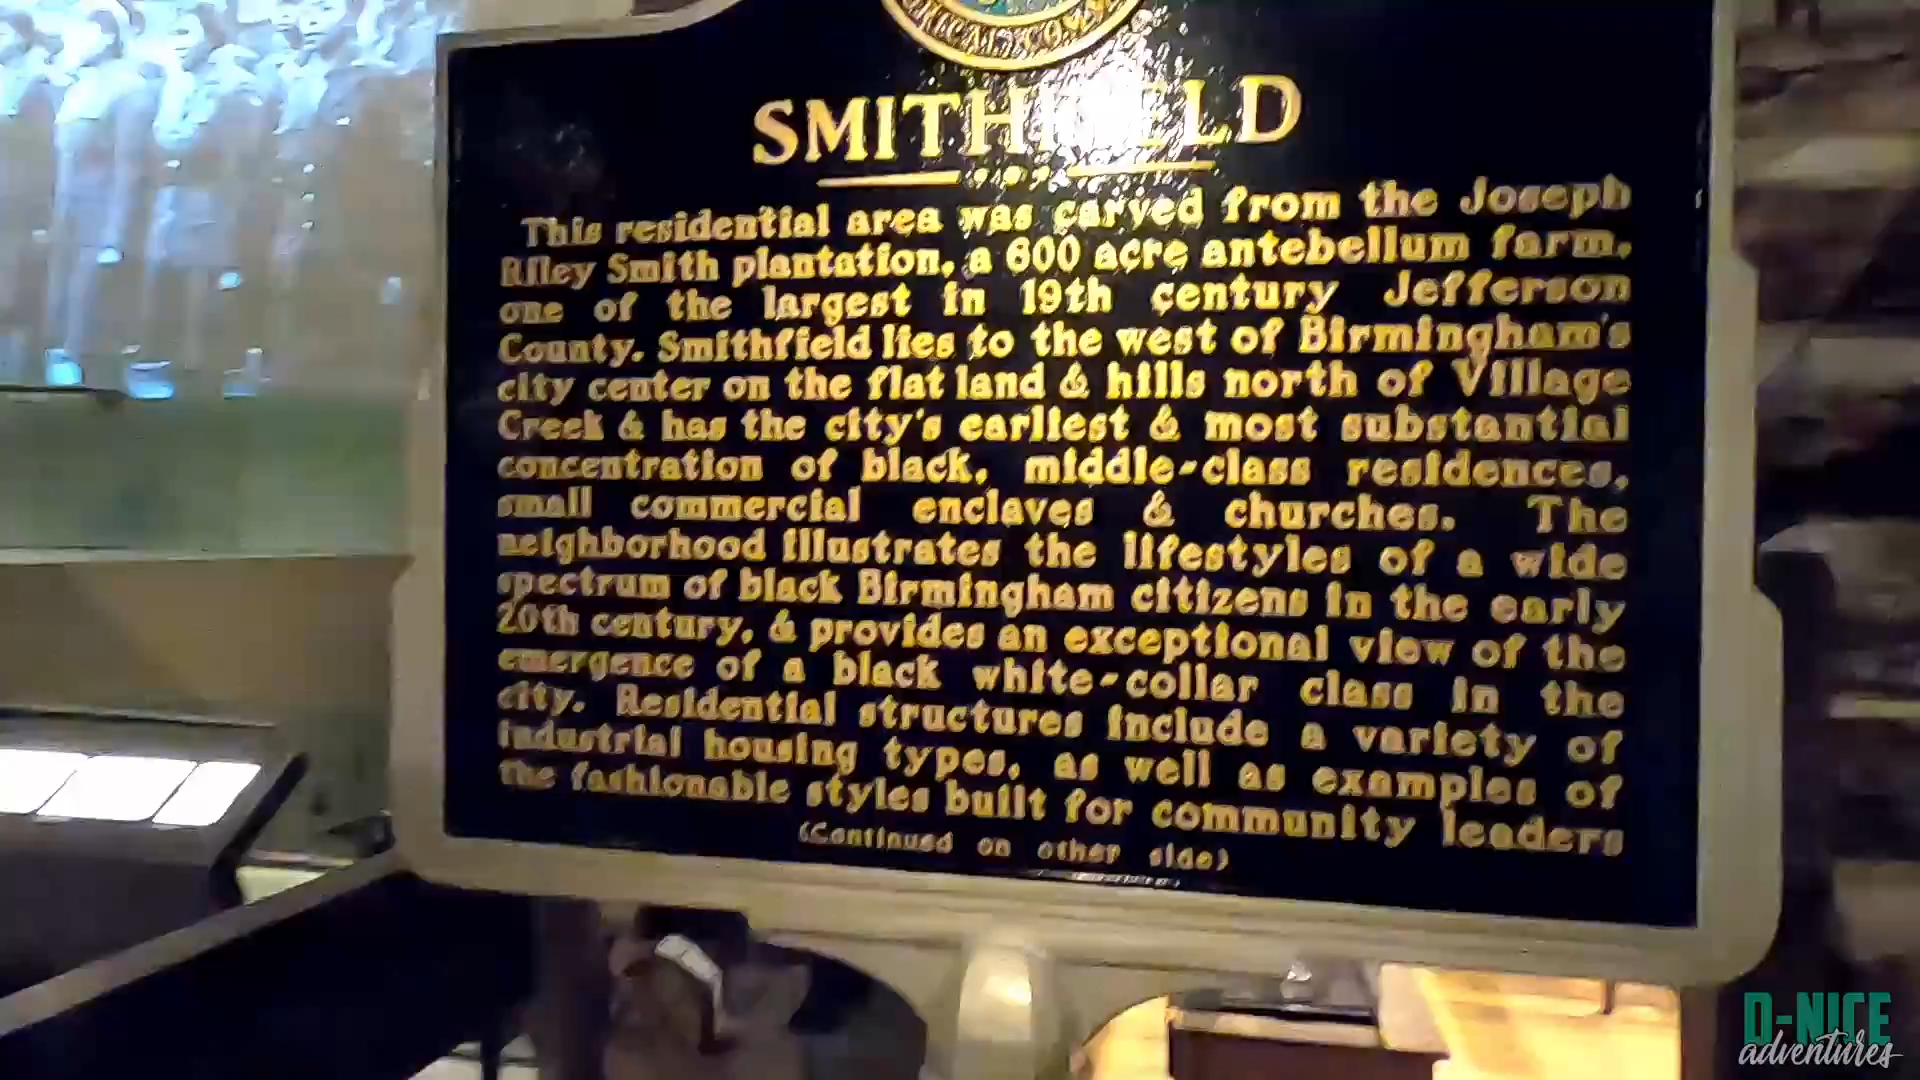 SMITHFIELD
This residential area was carved from the Joseph
Riley Smith plantation, a 600 acre antebellum farm,
one of the largest in 19th century Jefferson
County. Smithfield lies to the west of Birmingham's
city center on the flat land & hills north of Village
Creek & has the city's earliest & most substantial
concentration of black, middle-class residences,
small commercial enclaves & churches. The
neighborhood illustrates the lifestyles of a wide
spectrum of black Birmingham citizens in the early
20th century, & provides an exceptional view of the
emergence of a black white-collar class in the
city. Residential structures include a variety of
industrial housing types, as well as examples of
the fashionable styles built for community leaders
(Continued on other side)
D-NICE
adventures